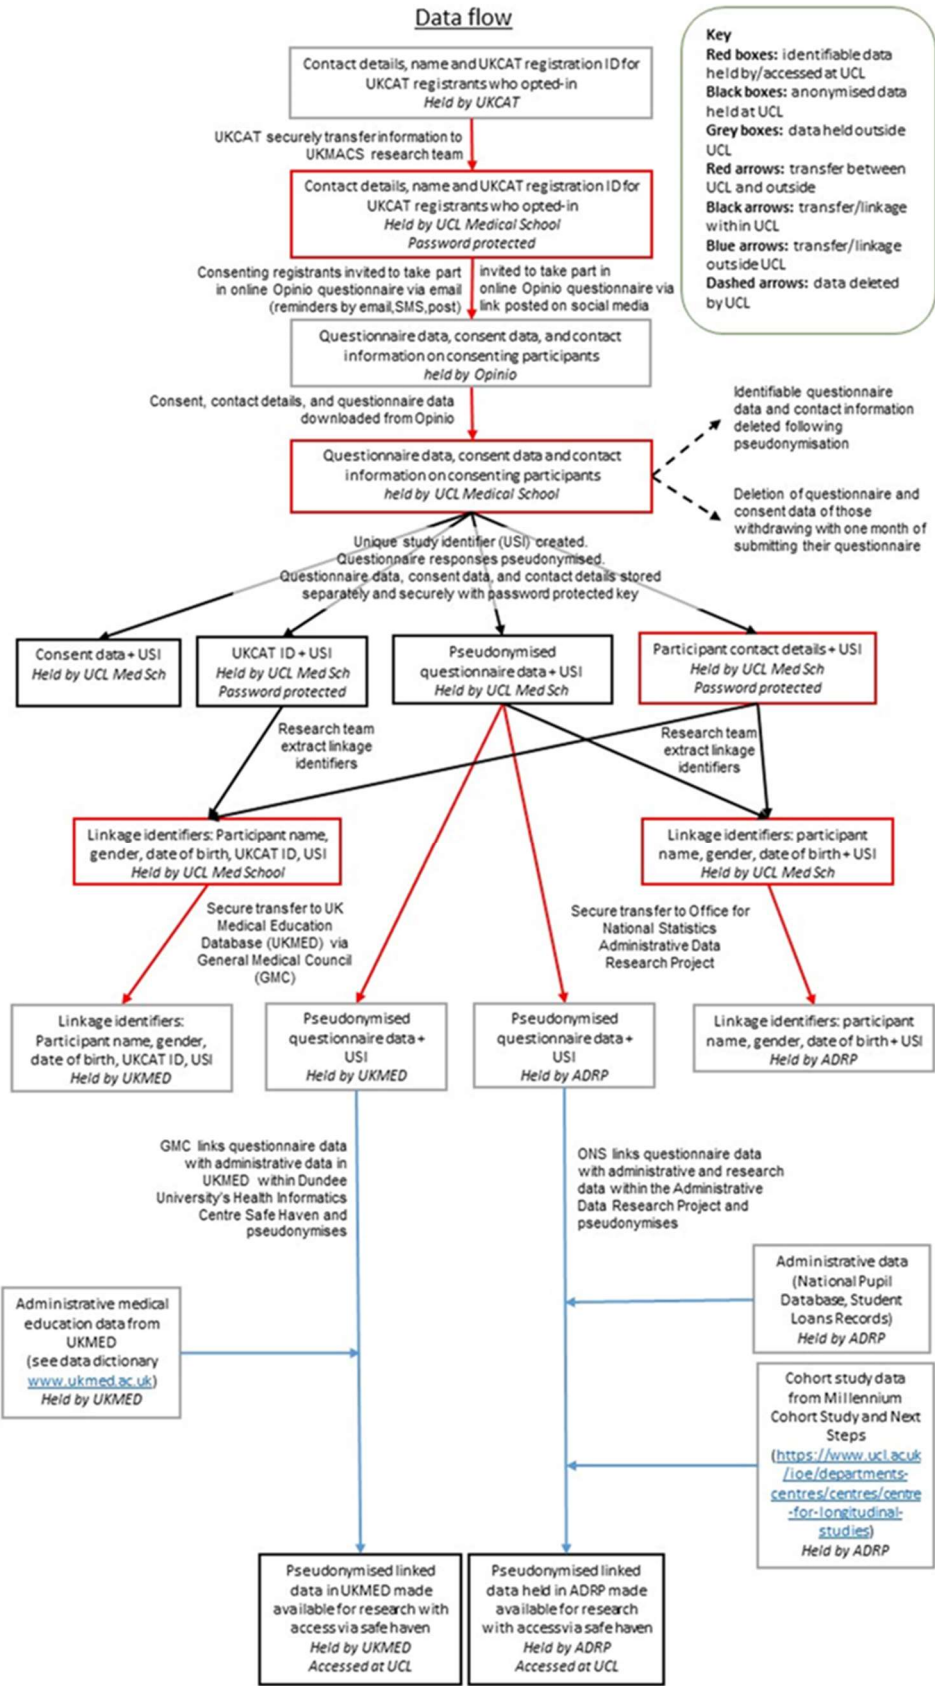 Data flow
Key
Red boxes: identifiable data
held by/accessed at UCL
Black boxes: anonymised data
held at UCL
Grey boxes: data held outside
UCL
Red arrows: transfer between
UCL and outside
Black arrows: transfer/linkage
within UCL
Blue arrows: transfer/linkage
outside UCL
Dashed arrows: data deleted
by UCL
Contact details, name and UKCAT registration ID for
UKCAT registrants who opted-in
Held by UKCAT
UKCAT securely transfer information to
UKMACS research team
Contact details, name and UKCAT registration ID for
UKCAT registrants who opted-in
Held by UCL Medical School
Password protected
Consenting registrants invited to take part
in online Opinio questionnaire via email
(reminders by email,SMS,post)
invited to take part in
online Opinio questionnaire via
link posted on social media
Questionnaire data, consent data, and contact
information on consenting participants
held by Opinio
Consent, contact details, and questionnaire data
downloaded from Opinio
Questionnaire data, consent data and contact
information on consenting participants
held by UCL Medical School
Identifiable questionnaire
data and contact information
deleted following
pseudonymisation
Deletion of questionnaire and
consent data of those
withdrawing with one month of
submitting their questionnaire
Unique study identifier (USI) created.
Questionnaire responses pseudonymised.
Questionnaire data, consent data, and contact details stored
separately and securely with password protected key
Consent data + USI
Held by UCL Med Sch
UKCAT ID + USI
Held by UCL Med Sch
Password protected
Pseudonymised
questionnaire data + USI
Held by UCL Med Sch
Participant contact details + USI
Held by UCL Med Sch
Password protected
Research team
extract linkage
identifiers
Research team
extract linkage
identifiers
Linkage identifiers: Participant name,
gender, date of birth, UKCAT ID, USI
Held by UCL Med School
Linkage identifiers: participant
name, gender, date of birth + USI
Held by UCL Med Sch
Secure transfer to UK
Medical Education
Database (UKMED) via
General Medical Council
(GMC)
Secure transfer to Office for
National Statistics
Administrative Data
Research Project
Linkage identifiers:
Participant name, gender,
date of birth, UKCAT ID, USI
Held by UKMED
Pseudonymised
questionnaire data +
USI
Held by UKMED
Pseudonymised
questionnaire data +
USI
Held by ADRP
Linkage identifiers: participant
name, gender, date of birth + USI
Held by ADRP
GMC links questionnaire data
with administrative data in
UKMED within Dundee
University's Health Informatics
Centre Safe Haven and
pseudonymises
ONS links questionnaire data
with administrative and research
data within the Administrative
Data Research Project and
pseudonymises
Administrative data
(National Pupil
Database, Student
Loans Records)
Held by ADRP
Administrative medical
education data from
UKMED
(see data dictionary
www.ukmed.ac.uk)
Held by UKMED
Cohort study data
from Millennium
Cohort Study and Next
Steps
(https://www.ucl.ac.uk
/ioe/departments-
centres/centres/centre
-for-longitudinal-
studies)
Held by ADRP
Pseudonymised linked
data in UKMED made
available for research with
access via safe haven
Held by UKMED
Accessed at UCL
Pseudonymised linked
data held in ADRP made
available for research
with access via safe haven
Held by ADRP
Accessed at UCL